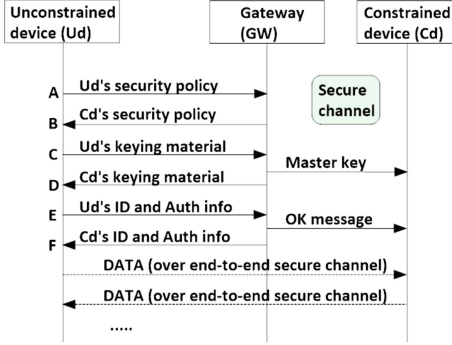 Unconstrained
device (Ud)
Gateway
(GW)
Constrained
device (Cd)
A
Ud's security policy
Secure
channel
B
Cd's security policy
C
Ud's keying material
Master key
D
Cd's keying material
E
Ud's ID and Auth info
OK message
F
Cd's ID and Auth info
DATA (over end-to-end secure channel)
DATA (over end-to-end secure channel)
.....